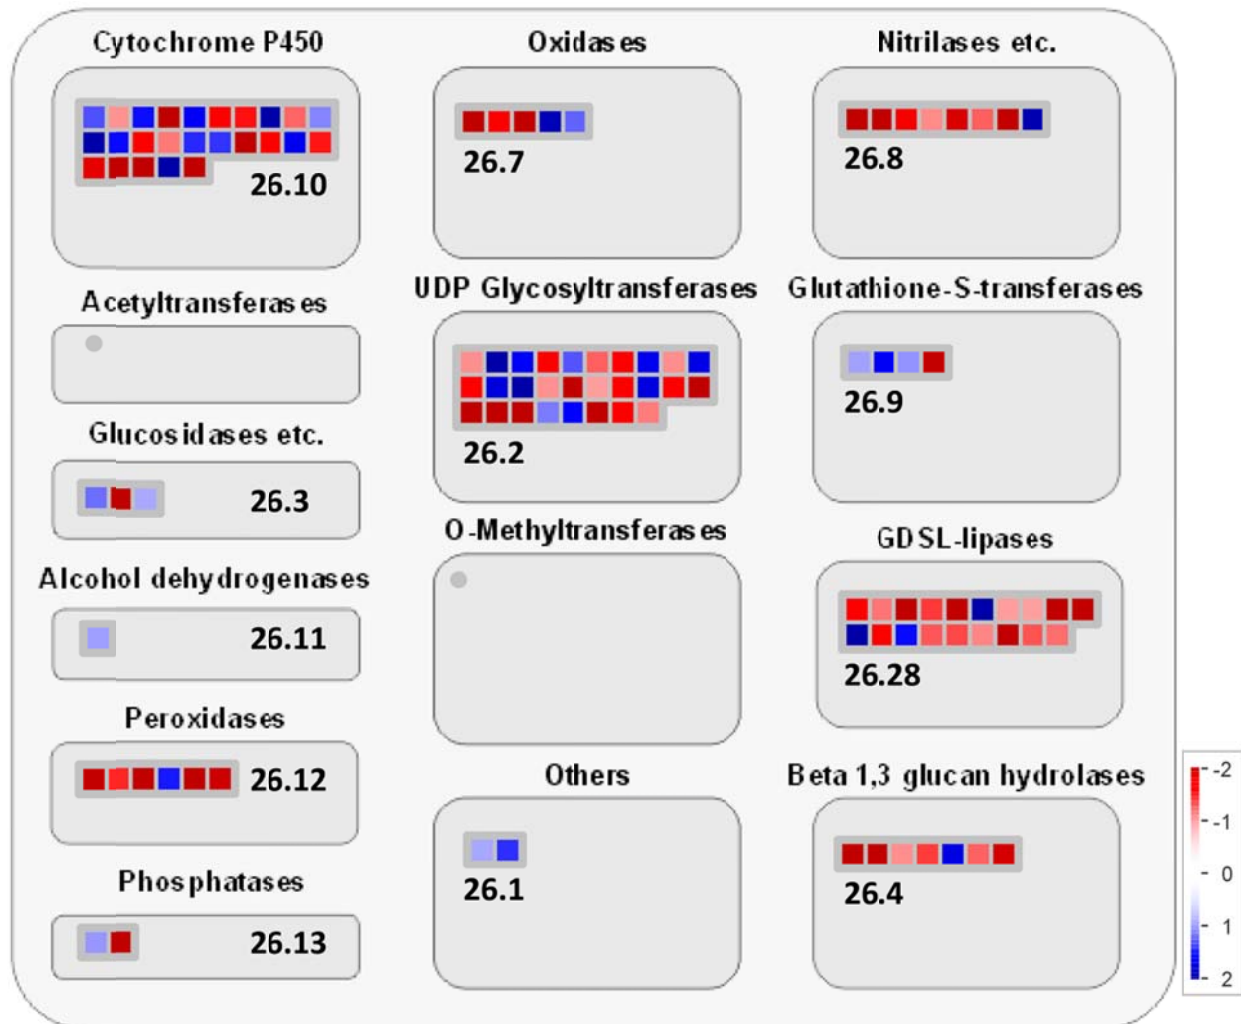 Cytochrome P450
26.10
Acetyltransferases
Glucosidases etc.
26.3
Alcohol dehydrogenases
26.11
Peroxidases
26.12
Phosphatases
26.13
Oxidases
26.7
UDP Glycosyltransferases
26.2
O-Methyltransferases
Others
26.1
Nitrilases etc.
26.8
Glutathione-S-transferases
26.9
GDSL-lipases
26.28
Beta 1,3 glucan hydrolases
26.4
-2
-1
0
1
2